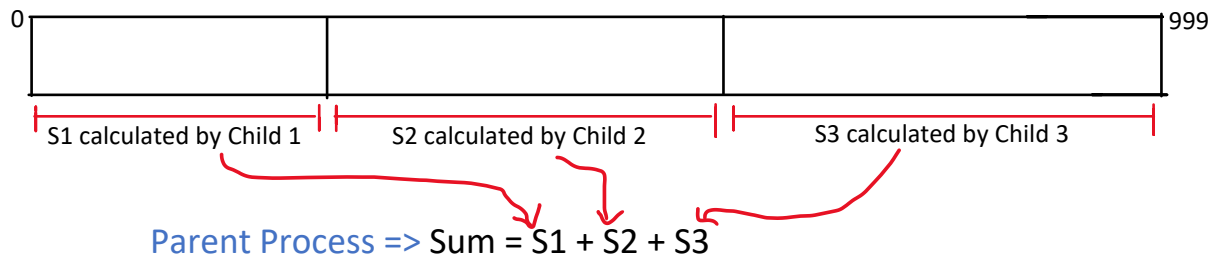 0 999
S1 calculated by Child 1 S2 calculated by Child 2 S3 calculated by Child 3
Parent Process => Sum = S1 + S2 + S3